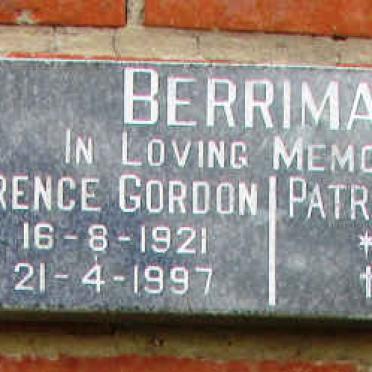 BERRIMA
IN LOVING MEMO
RENCE GORDON PATR
16-8-1921 *
21-4-1997 †